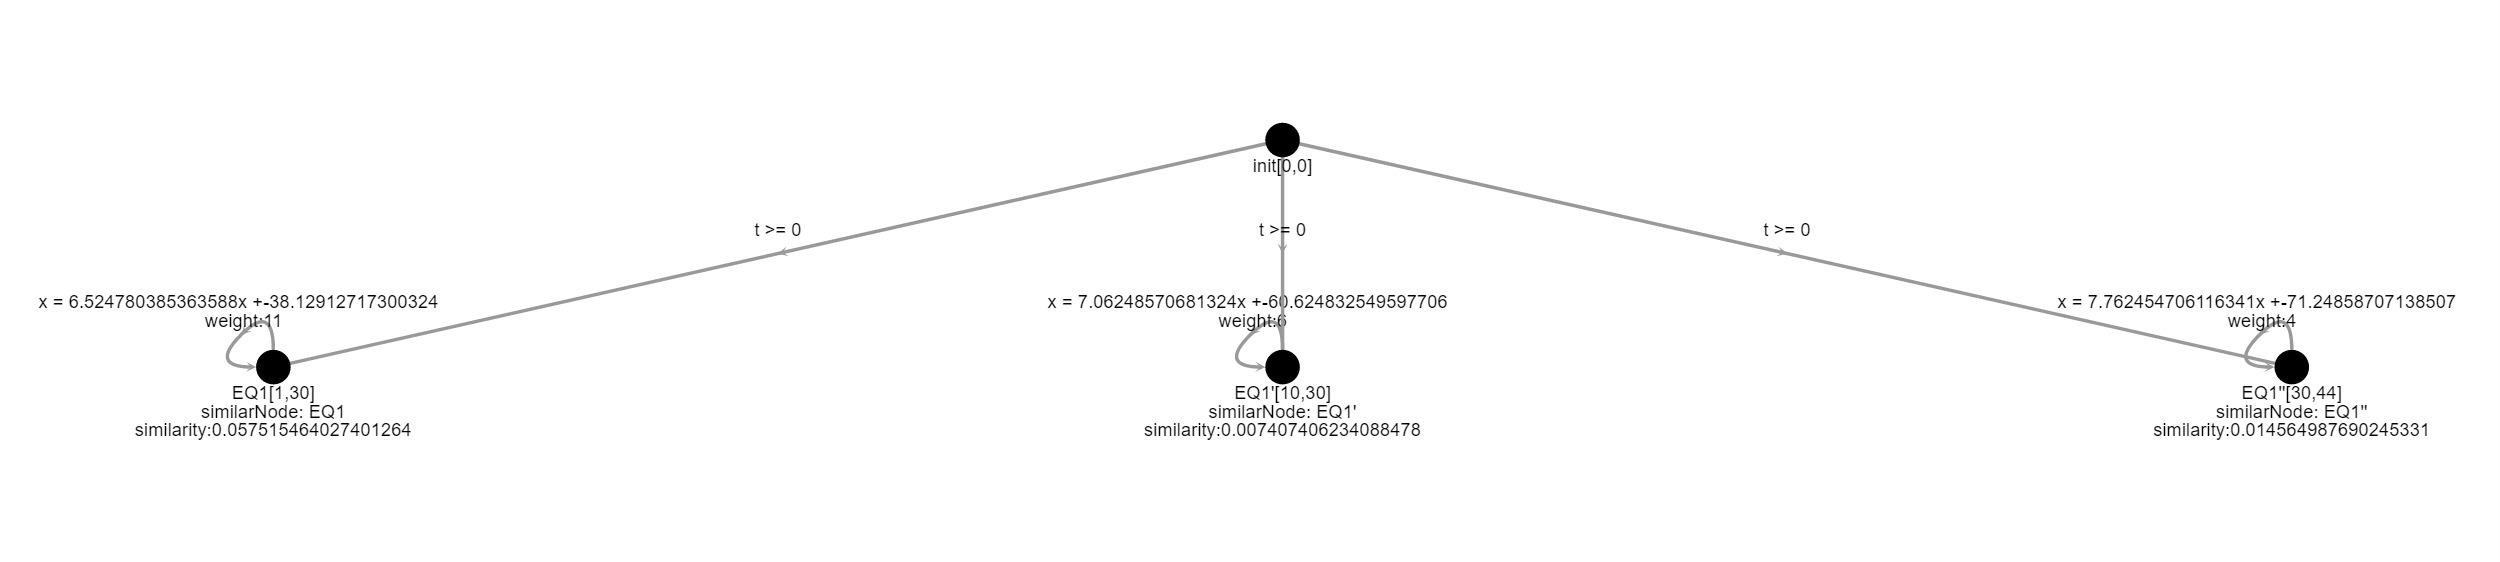 init[0,0]
t >= 0
t >= 0
t >= 0
x = 6.524780385363588x +-38.12912717300324
weight:11
x = 7.06248570681324x +-60.624832549597706
weight:6
x = 7.762454706116341x +-71.24858707138507
weight:4
EQ1[1,30]
similarNode: EQ1
similarity:0.057515464027401264
EQ1'[10,30]
similarNode: EQ1'
similarity:0.007407406234088478
EQ1''[30,44]
similarNode: EQ1''
similarity:0.014564987690245331